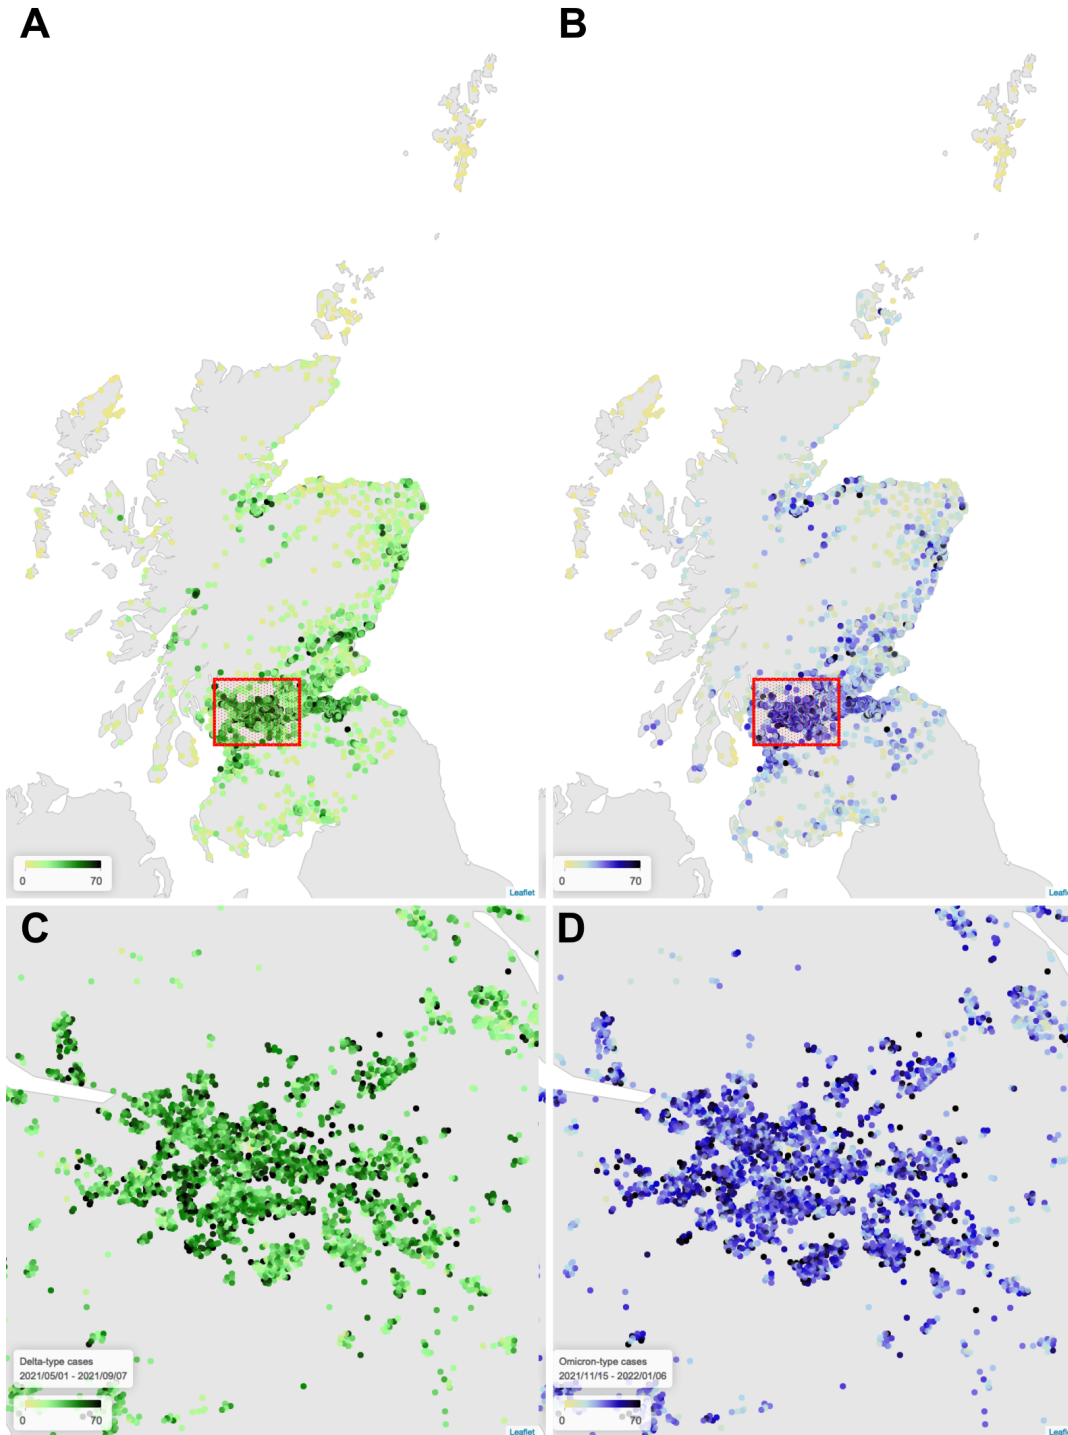 A
B
0 70
Leaflet
0 70
Leaflet
C
D
Delta-type cases
2021/05/01 - 2021/09/07
0 70
Leaflet
Omicron-type cases
2021/11/15 - 2022/01/06
0 70
Leaflet